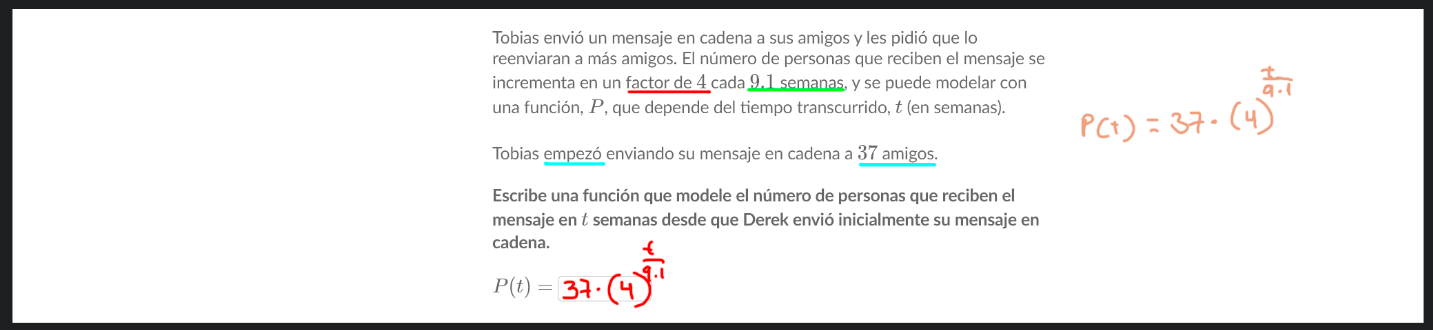 Tobias envió un mensaje en cadena a sus amigos y les pidió que lo
reenviaran a más amigos. El número de personas que reciben el mensaje se
incrementa en un factor de 4 cada 9.1 semanas, y se puede modelar con
una función, P, que depende del tiempo transcurrido, t (en semanas).
Tobias empezó enviando su mensaje en cadena a 37 amigos.
Escribe una función que modele el número de personas que reciben el
mensaje en t semanas desde que Derek envió inicialmente su mensaje en
cadena.
P(t) = 37 · (4)^(t/9.1)
P(t) = 37 · (4)^(t/9.1)